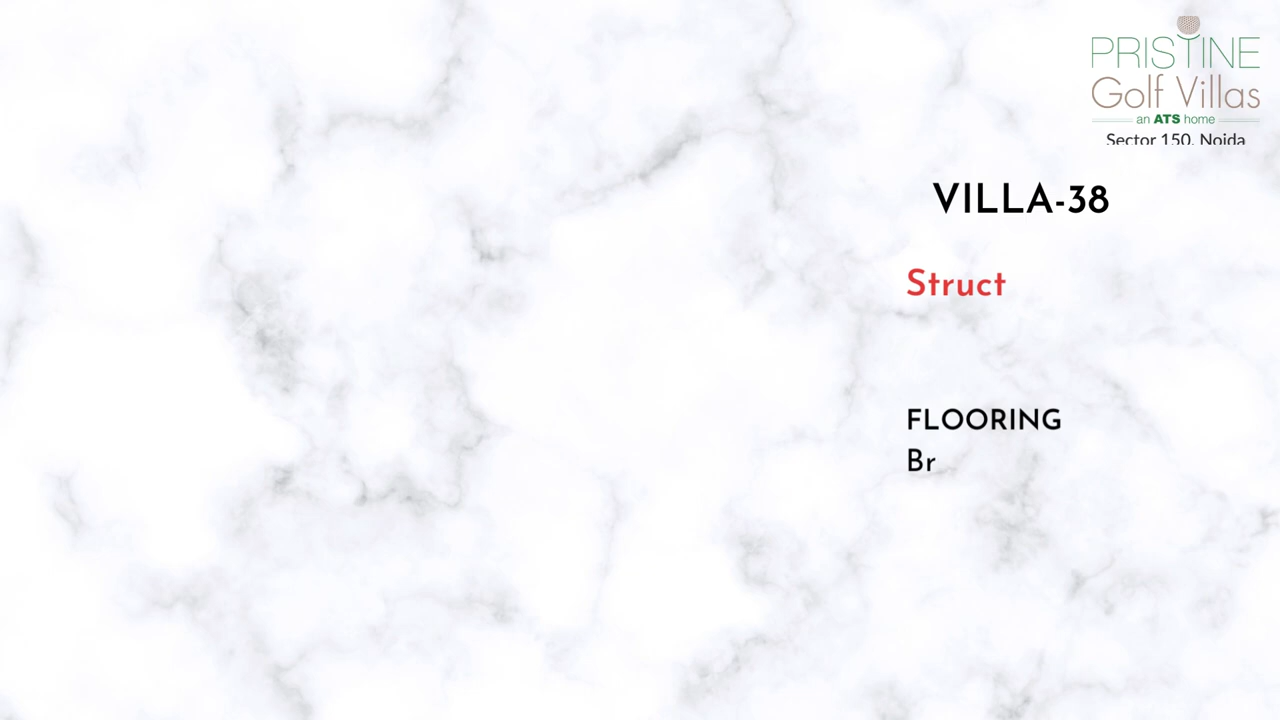 PRISTINE
Golf Villas
an ATS home
Sector 150, Noida
VILLA-38
Struct
FLOORING
Br